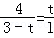 4/(3 − t) = t/1